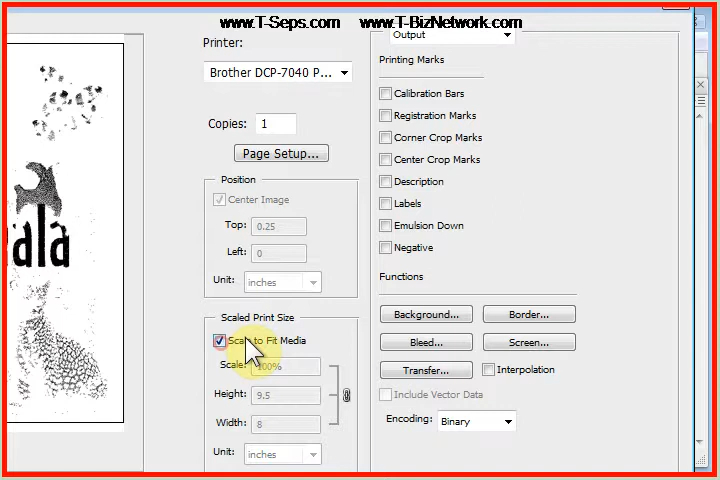 www.T-Seps.com www.T-BizNetwork.com
Printer:
Brother DCP-7040 P...
Copies: 1
Page Setup...
Position
Center Image
Top: 0.25
Left: 0
Unit: inches
Scaled Print Size
Scale to Fit Media
Scale: 100%
Height: 9.5
Width: 8
Unit: inches
Output
Printing Marks
Calibration Bars
Registration Marks
Corner Crop Marks
Center Crop Marks
Description
Labels
Emulsion Down
Negative
Functions
Background... Border...
Bleed... Screen...
Transfer... Interpolation
Include Vector Data
Encoding: Binary